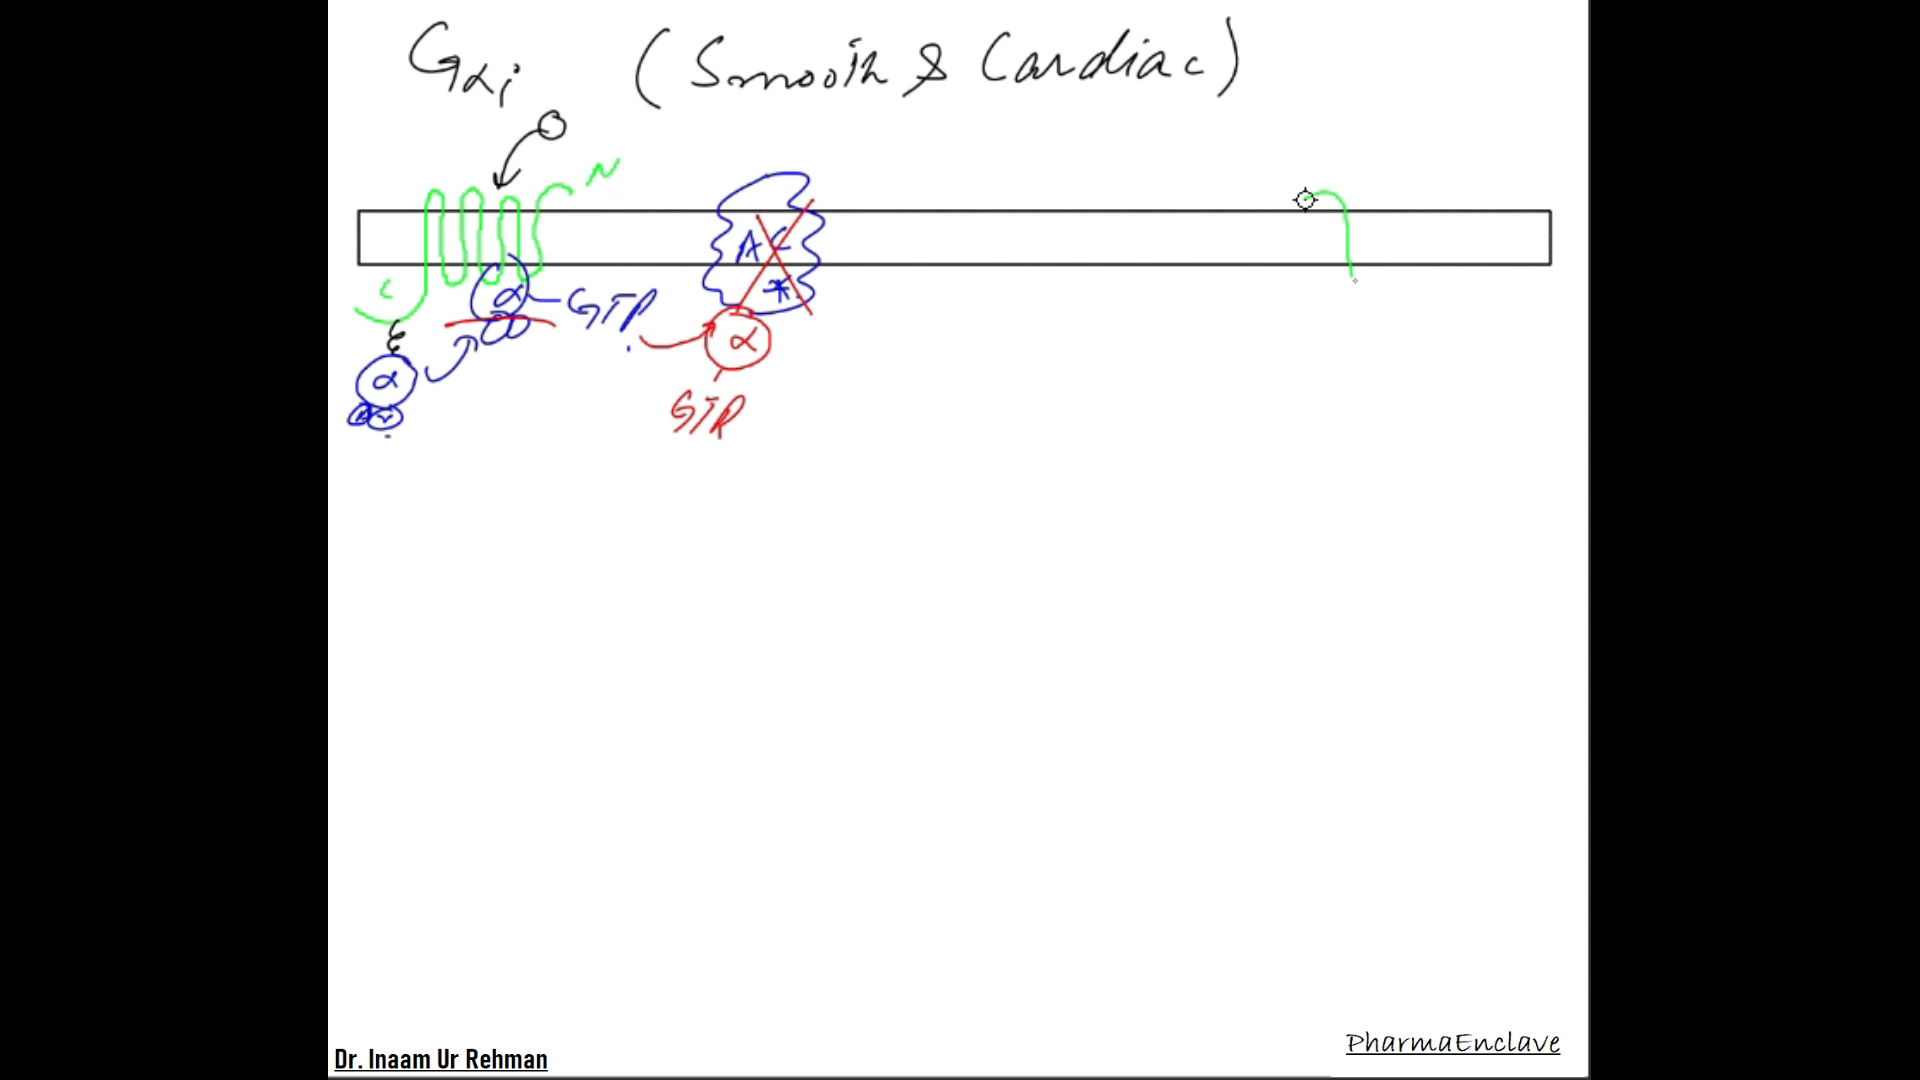 Gαi (Smooth & Cardiac)
N
AC
*
C
α GTP
α
α
GTP
Dr. Inaam Ur Rehman
PharmaEnclave